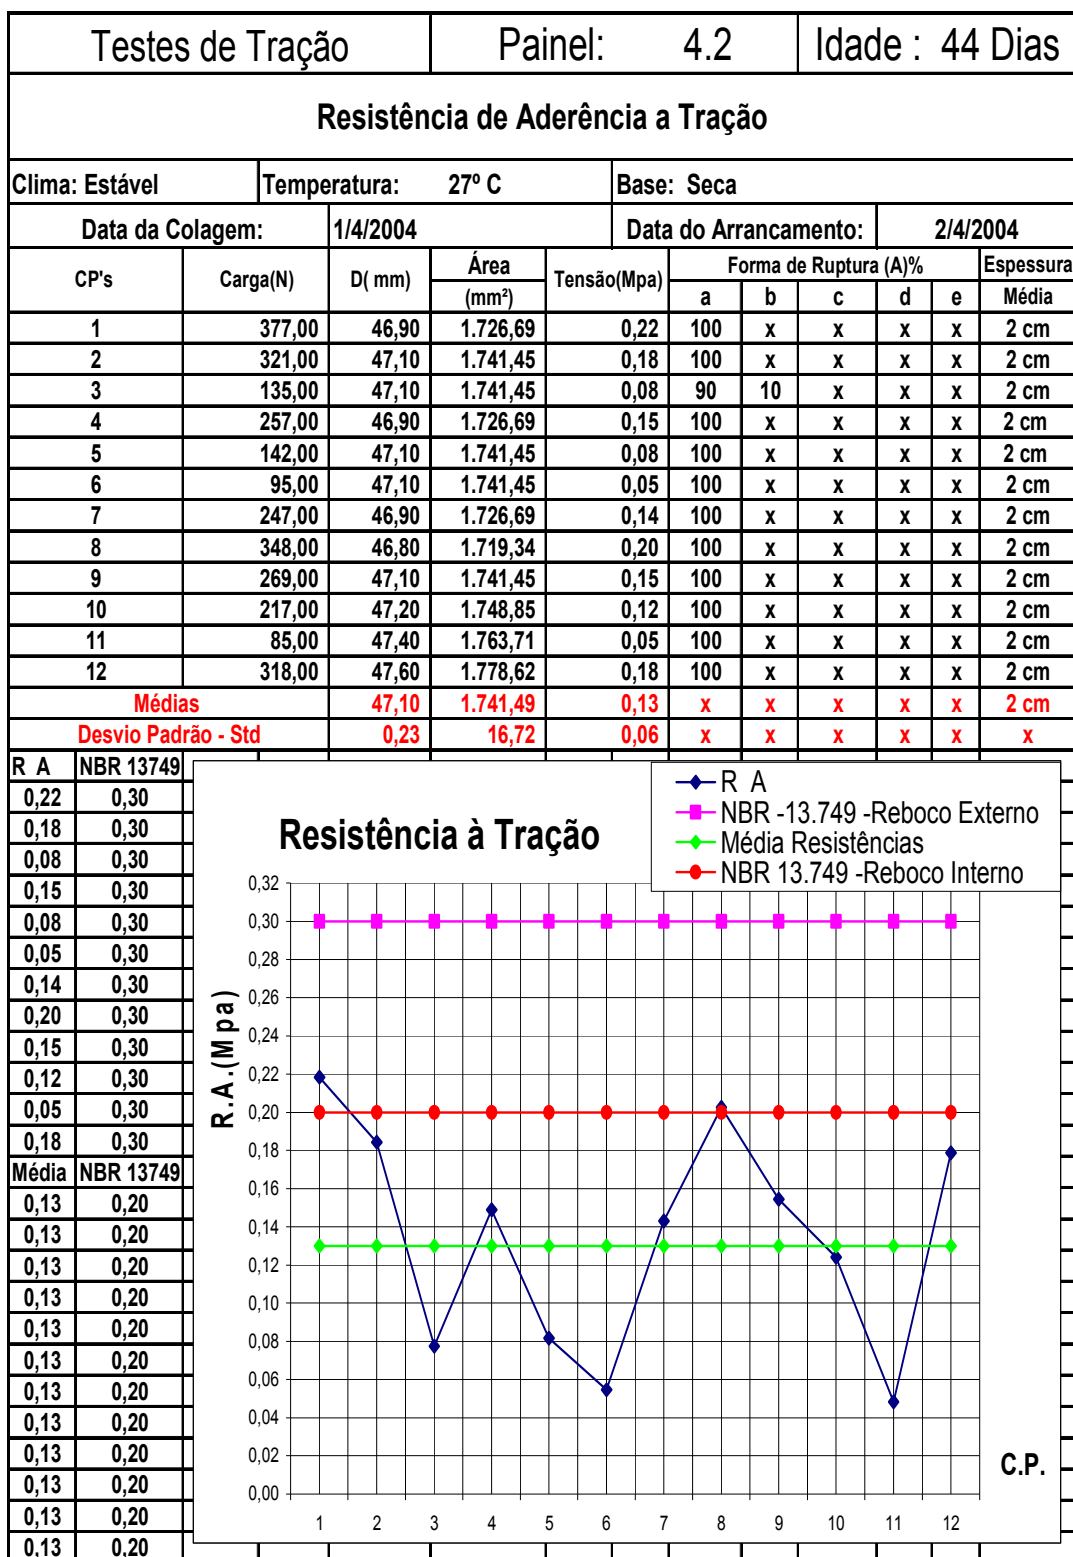 Testes de Tração Painel: 4.2 Idade : 44 Dias
Resistência de Aderência a Tração
Clima: Estável Temperatura: 27º C Base: Seca
Data da Colagem: 1/4/2004 Data do Arrancamento: 2/4/2004
CP's Carga(N) D( mm) Área (mm²) Tensão(Mpa) Forma de Ruptura (A)% Espessura
a b c d e Média
1 377,00 46,90 1.726,69 0,22 100 x x x x 2 cm
2 321,00 47,10 1.741,45 0,18 100 x x x x 2 cm
3 135,00 47,10 1.741,45 0,08 90 10 x x x 2 cm
4 257,00 46,90 1.726,69 0,15 100 x x x x 2 cm
5 142,00 47,10 1.741,45 0,08 100 x x x x 2 cm
6 95,00 47,10 1.741,45 0,05 100 x x x x 2 cm
7 247,00 46,90 1.726,69 0,14 100 x x x x 2 cm
8 348,00 46,80 1.719,34 0,20 100 x x x x 2 cm
9 269,00 47,10 1.741,45 0,15 100 x x x x 2 cm
10 217,00 47,20 1.748,85 0,12 100 x x x x 2 cm
11 85,00 47,40 1.763,71 0,05 100 x x x x 2 cm
12 318,00 47,60 1.778,62 0,18 100 x x x x 2 cm
Médias 47,10 1.741,49 0,13 x x x x x 2 cm
Desvio Padrão - Std 0,23 16,72 0,06 x x x x x x
R A NBR 13749
0,22 0,30
0,18 0,30
0,08 0,30
0,15 0,30
0,08 0,30
0,05 0,30
0,14 0,30
0,20 0,30
0,15 0,30
0,12 0,30
0,05 0,30
0,18 0,30
Média NBR 13749
0,13 0,20
0,13 0,20
0,13 0,20
0,13 0,20
0,13 0,20
0,13 0,20
0,13 0,20
0,13 0,20
0,13 0,20
0,13 0,20
0,13 0,20
0,13 0,20
Resistência à Tração
R A
NBR -13.749 -Reboco Externo
Média Resistências
NBR 13.749 -Reboco Interno
R.A.(Mpa)
0,32
0,30
0,28
0,26
0,24
0,22
0,20
0,18
0,16
0,14
0,12
0,10
0,08
0,06
0,04
0,02
0,00
1 2 3 4 5 6 7 8 9 10 11 12
C.P.